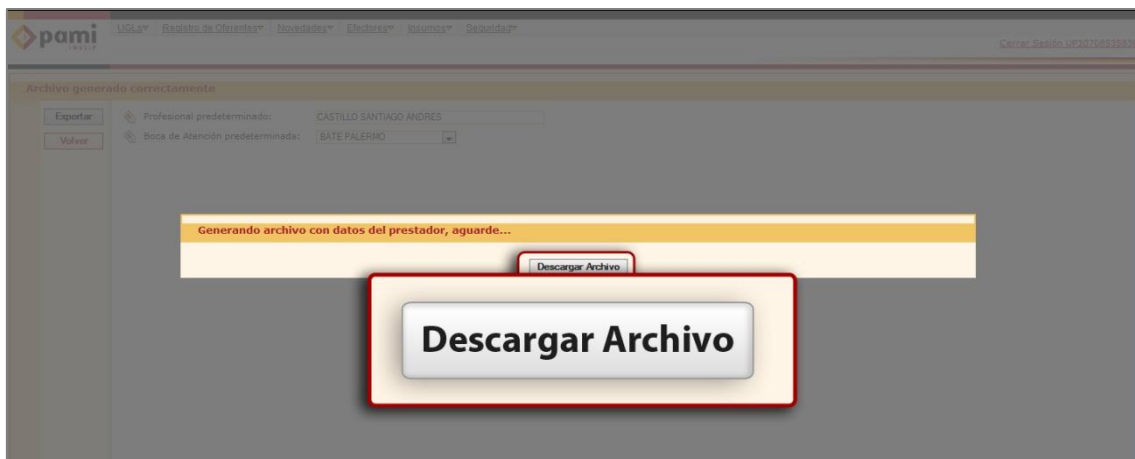 pami
UGLs Registro de Oferentes Novedades Efectores Insumos Seguridad
Archivo generado correctamente
Exportar
Profesional predeterminado: CASTILLO SANTIAGO ANDRES
Volver
Boca de Atención predeterminada: BATE PALERMO
Generando archivo con datos del prestador, aguarde...
Descargar Archivo
Descargar Archivo